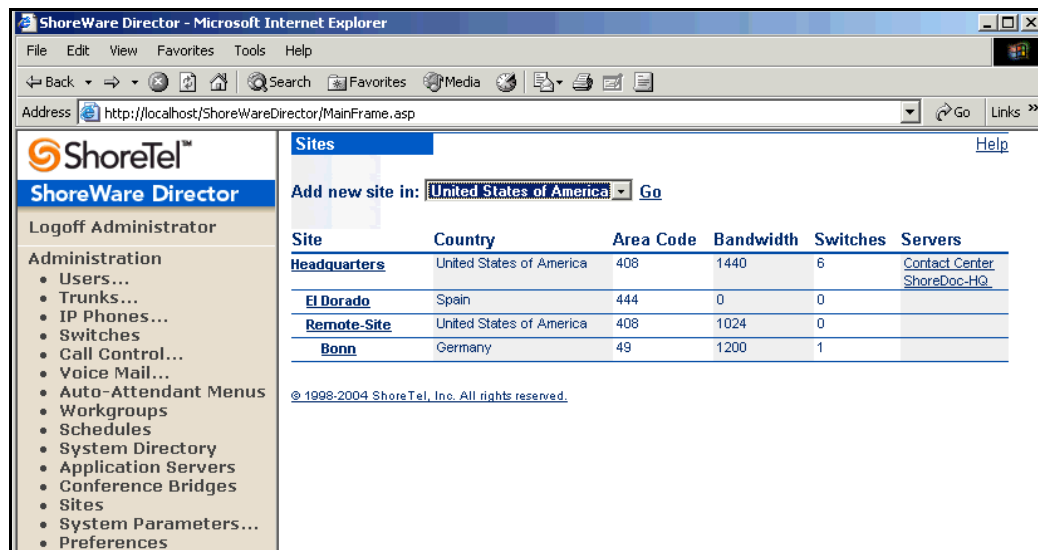 ShoreWare Director - Microsoft Internet Explorer
File Edit View Favorites Tools Help
Back Search Favorites Media
Address http://localhost/ShoreWareDirector/MainFrame.asp Go Links »
ShoreTel™
ShoreWare Director
Logoff Administrator
Administration
• Users...
• Trunks...
• IP Phones...
• Switches
• Call Control...
• Voice Mail...
• Auto-Attendant Menus
• Workgroups
• Schedules
• System Directory
• Application Servers
• Conference Bridges
• Sites
• System Parameters...
• Preferences
Sites Help
Add new site in: United States of America Go
Site Country Area Code Bandwidth Switches Servers
Headquarters United States of America 408 1440 6 Contact Center
ShoreDoc-HQ
El Dorado Spain 444 0 0
Remote-Site United States of America 408 1024 0
Bonn Germany 49 1200 1
© 1998-2004 ShoreTel, Inc. All rights reserved.